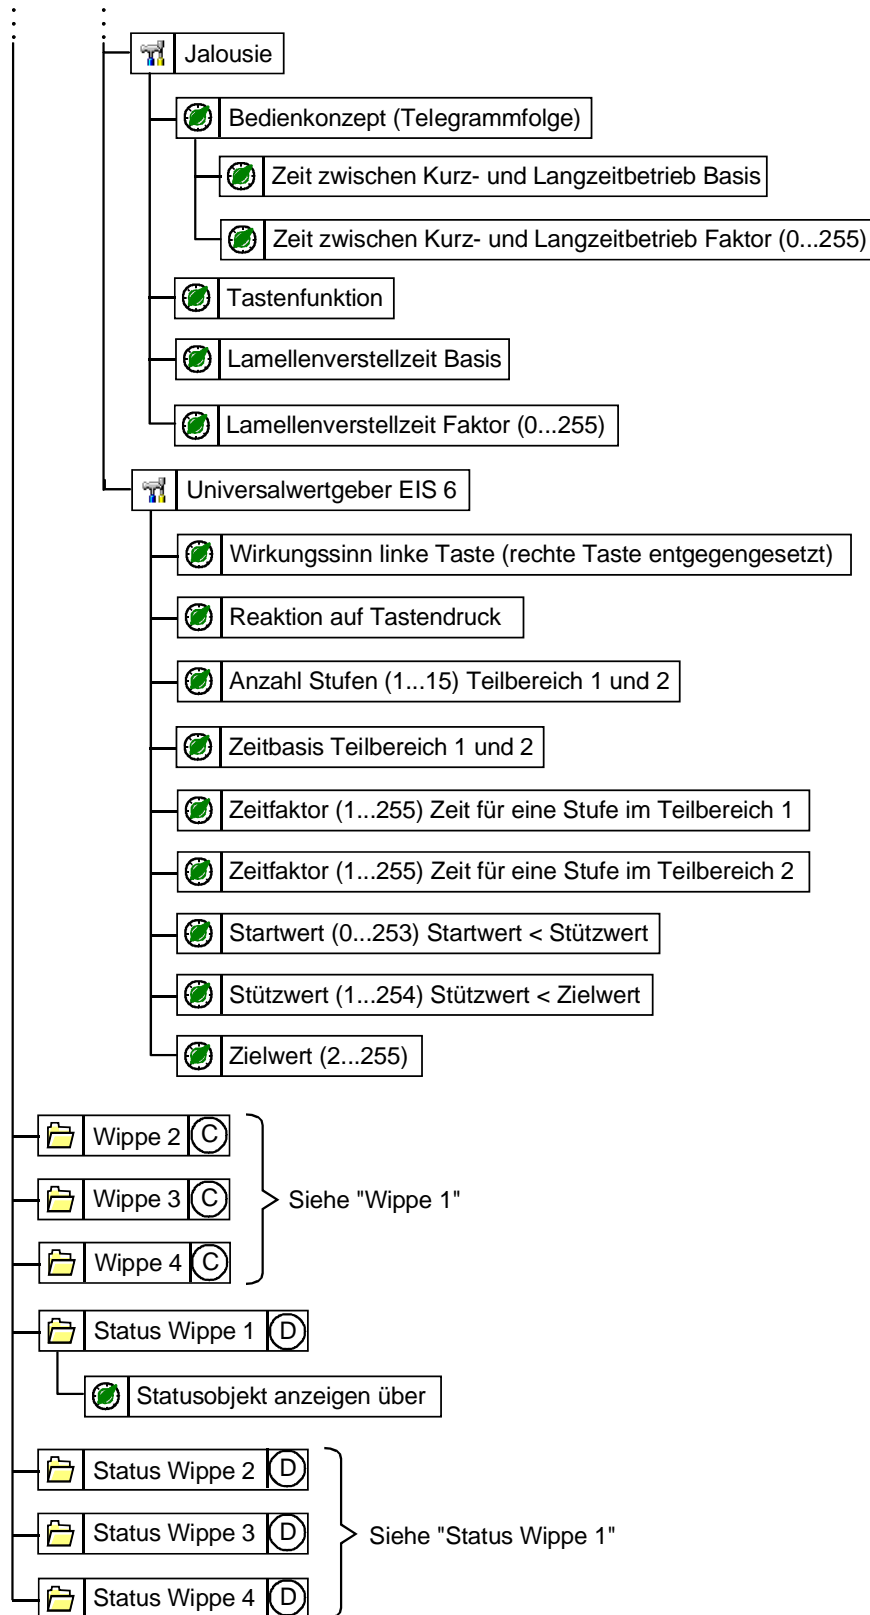 Jalousie
Bedienkonzept (Telegrammfolge)
Zeit zwischen Kurz- und Langzeitbetrieb Basis
Zeit zwischen Kurz- und Langzeitbetrieb Faktor (0...255)
Tastenfunktion
Lamellenverstellzeit Basis
Lamellenverstellzeit Faktor (0...255)
Universalwertgeber EIS 6
Wirkungssinn linke Taste (rechte Taste entgegengesetzt)
Reaktion auf Tastendruck
Anzahl Stufen (1...15) Teilbereich 1 und 2
Zeitbasis Teilbereich 1 und 2
Zeitfaktor (1...255) Zeit für eine Stufe im Teilbereich 1
Zeitfaktor (1...255) Zeit für eine Stufe im Teilbereich 2
Startwert (0...253) Startwert < Stützwert
Stützwert (1...254) Stützwert < Zielwert
Zielwert (2...255)
Wippe 2 C
Wippe 3 C Siehe "Wippe 1"
Wippe 4 C
Status Wippe 1 D
Statusobjekt anzeigen über
Status Wippe 2 D
Status Wippe 3 D Siehe "Status Wippe 1"
Status Wippe 4 D